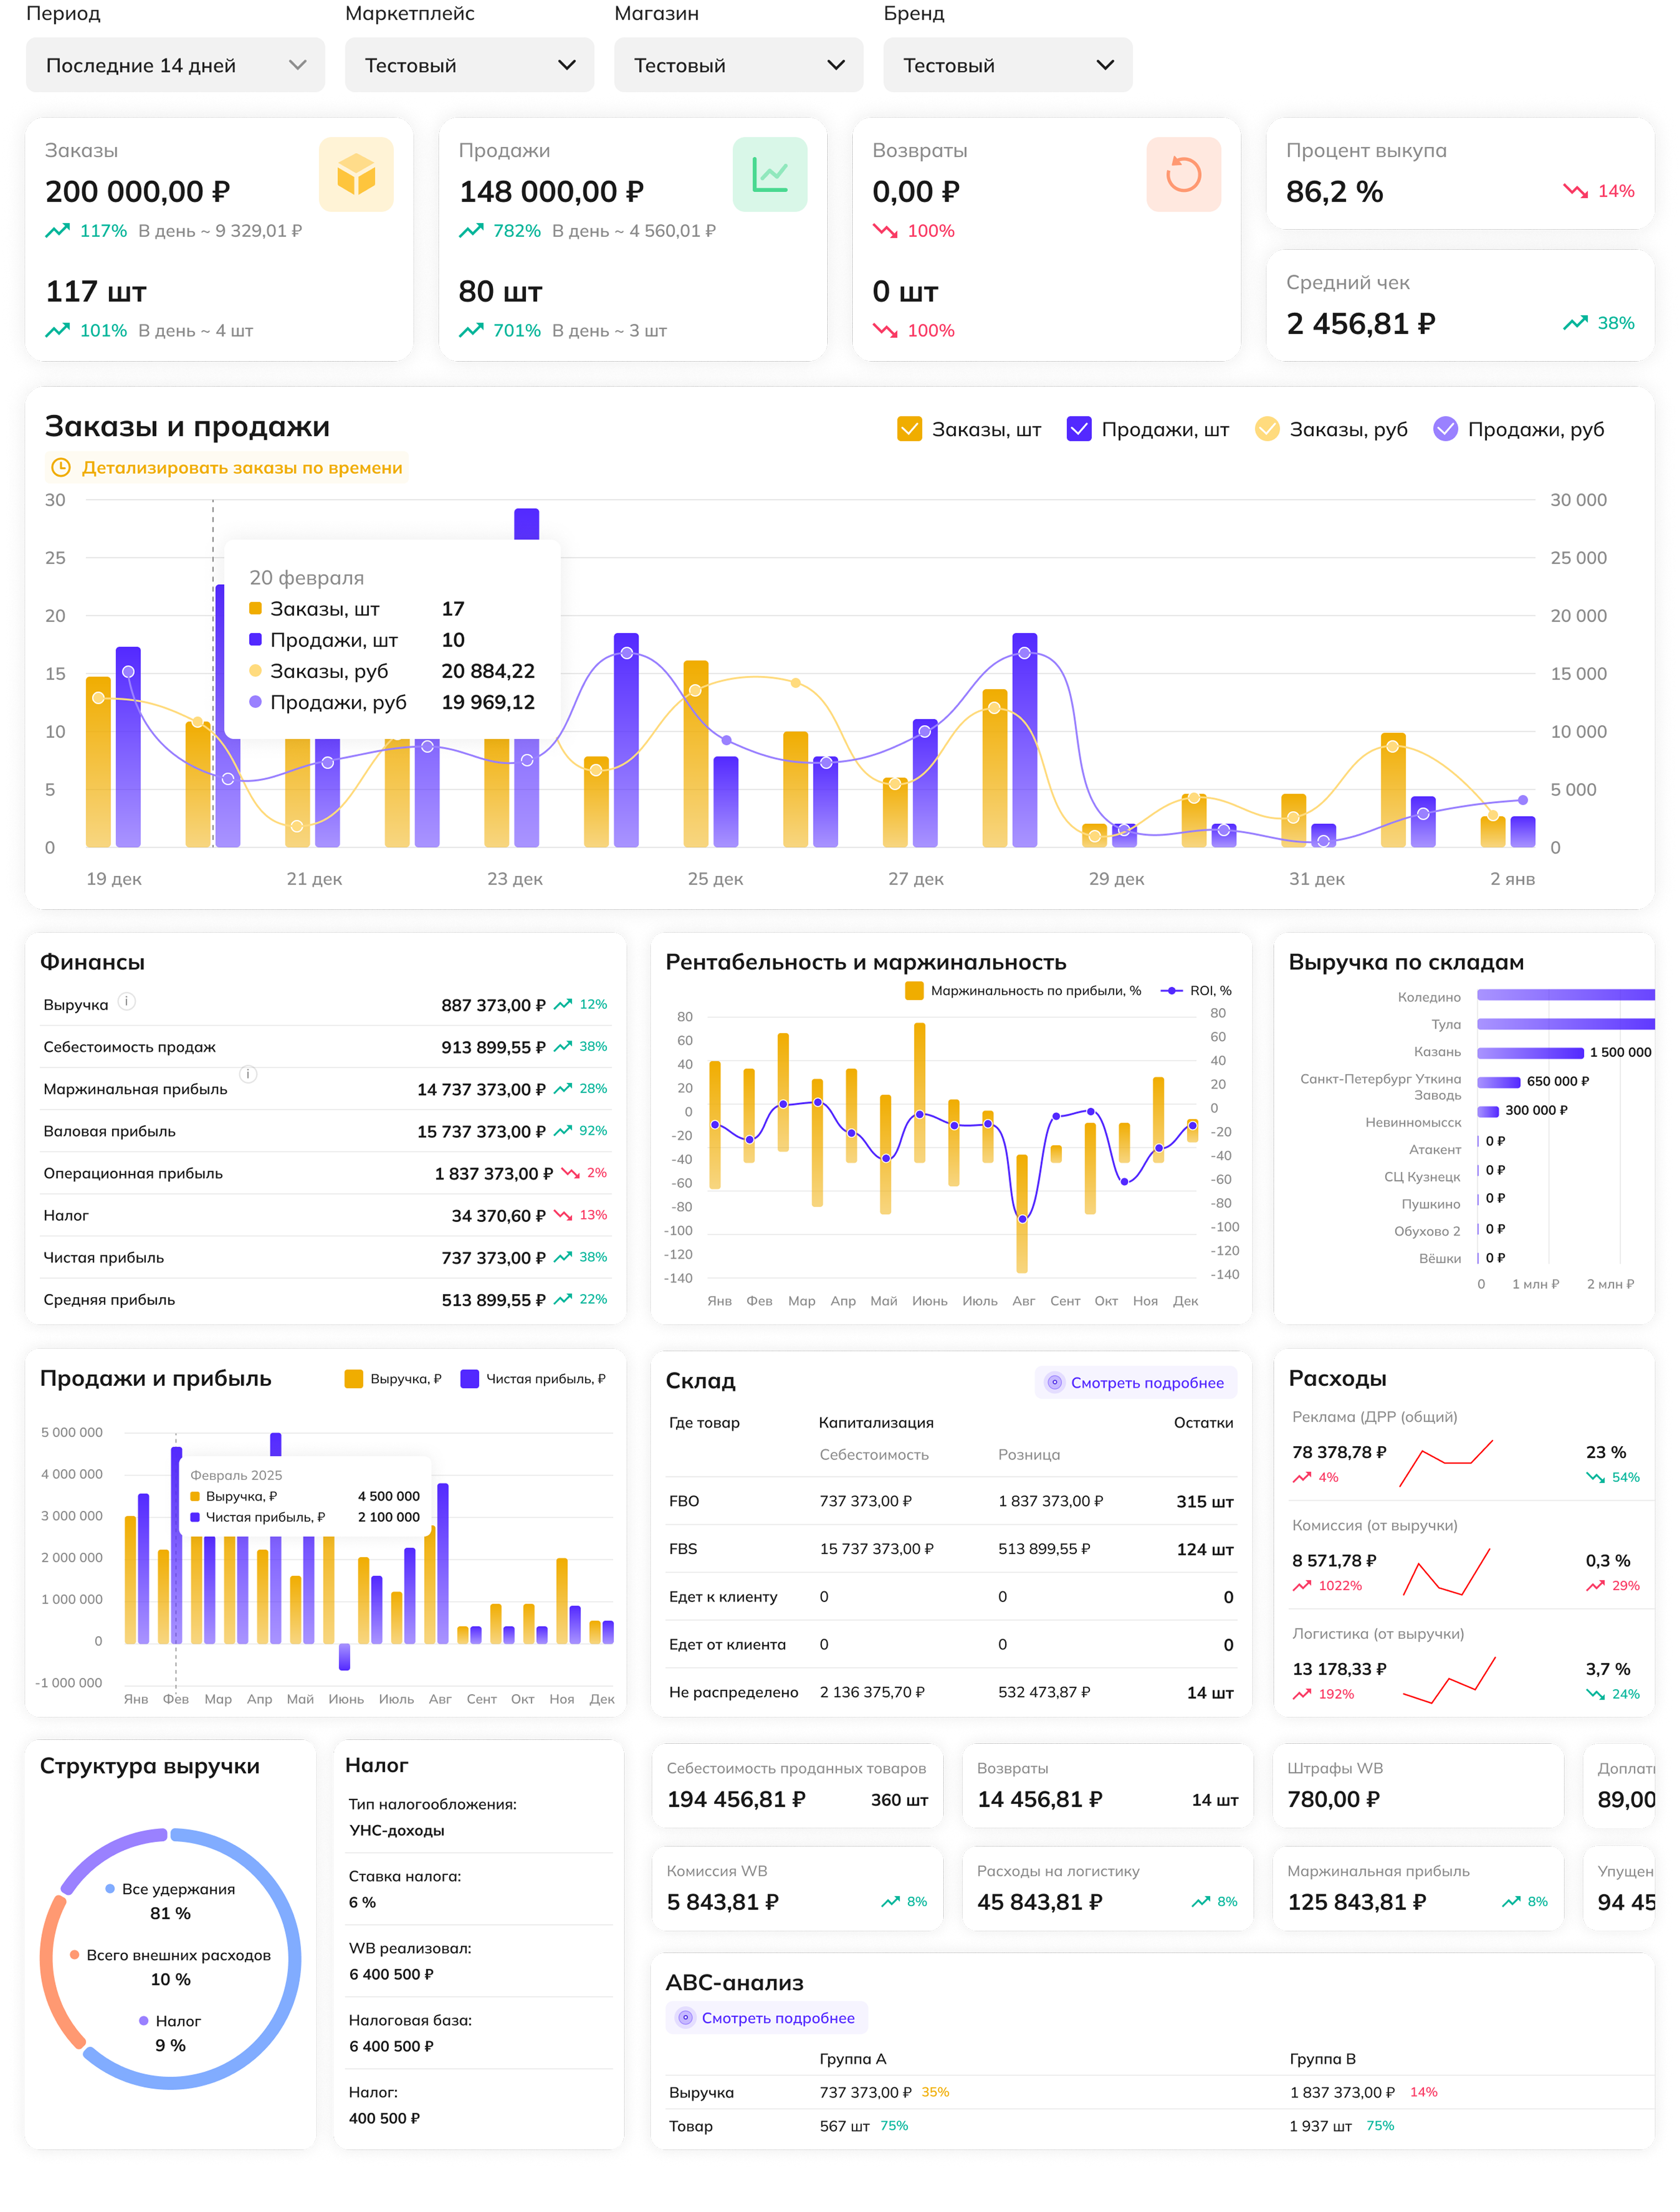 Период
Маркетплейс
Магазин
Бренд
Последние 14 дней
Тестовый
Тестовый
Тестовый
Заказы
200 000,00 ₽
117% В день ~ 9 329,01 ₽
117 шт
101% В день ~ 4 шт
Продажи
148 000,00 ₽
782% В день ~ 4 560,01 ₽
80 шт
701% В день ~ 3 шт
Возвраты
0,00 ₽
100%
0 шт
100%
Процент выкупа
86,2 % 14%
Средний чек
2 456,81 ₽ 38%
Заказы и продажи
Заказы, шт Продажи, шт Заказы, руб Продажи, руб
Детализировать заказы по времени
30
25
20
15
10
5
0
20 февраля
Заказы, шт 17
Продажи, шт 10
Заказы, руб 20 884,22
Продажи, руб 19 969,12
30 000
25 000
20 000
15 000
10 000
5 000
0
19 дек 21 дек 23 дек 25 дек 27 дек 29 дек 31 дек 2 янв
Финансы
Выручка i 887 373,00 ₽ 12%
Себестоимость продаж 913 899,55 ₽ 38%
Маржинальная прибыль i 14 737 373,00 ₽ 28%
Валовая прибыль 15 737 373,00 ₽ 92%
Операционная прибыль 1 837 373,00 ₽ 2%
Налог 34 370,60 ₽ 13%
Чистая прибыль 737 373,00 ₽ 38%
Средняя прибыль 513 899,55 ₽ 22%
Рентабельность и маржинальность
Маржинальность по прибыли, % ROI, %
80
60
40
20
0
-20
-40
-60
-80
-100
-120
-140
80
60
40
20
0
-20
-40
-60
-80
-100
-120
-140
Янв Фев Мар Апр Май Июнь Июль Авг Сент Окт Ноя Дек
Выручка по складам
Коледино
Тула
Казань 1 500 000
Санкт-Петербург Уткина
Заводь
650 000 ₽
Невинномысск 300 000 ₽
Атакент 0 ₽
СЦ Кузнецк 0 ₽
Пушкино 0 ₽
Обухово 2 0 ₽
Вёшки 0 ₽
0 1 млн ₽ 2 млн ₽
Продажи и прибыль
Выручка, ₽ Чистая прибыль, ₽
5 000 000
4 000 000
3 000 000
2 000 000
1 000 000
0
-1 000 000
Февраль 2025
Выручка, ₽ 4 500 000
Чистая прибыль, ₽ 2 100 000
Янв Фев Мар Апр Май Июнь Июль Авг Сент Окт Ноя Дек
Склад
Смотреть подробнее
Где товар Капитализация Остатки
Себестоимость Розница
FBO 737 373,00 ₽ 1 837 373,00 ₽ 315 шт
FBS 15 737 373,00 ₽ 513 899,55 ₽ 124 шт
Едет к клиенту 0 0 0
Едет от клиента 0 0 0
Не распределено 2 136 375,70 ₽ 532 473,87 ₽ 14 шт
Расходы
Реклама (ДРР (общий)
78 378,78 ₽ 23 %
4% 54%
Комиссия (от выручки)
8 571,78 ₽ 0,3 %
1022% 29%
Логистика (от выручки)
13 178,33 ₽ 3,7 %
192% 24%
Структура выручки
Все удержания
81 %
Всего внешних расходов
10 %
Налог
9 %
Налог
Тип налогообложения:
УНС-доходы
Ставка налога:
6 %
WB реализовал:
6 400 500 ₽
Налоговая база:
6 400 500 ₽
Налог:
400 500 ₽
Себестоимость проданных товаров
194 456,81 ₽ 360 шт
Возвраты
14 456,81 ₽ 14 шт
Штрафы WB
780,00 ₽
89,00
Комиссия WB
5 843,81 ₽ 8%
Расходы на логистику
45 843,81 ₽ 8%
Маржинальная прибыль
125 843,81 ₽ 8%
Упущен
94 45
ABC-анализ
Смотреть подробнее
Группа А Группа В
Выручка 737 373,00 ₽ 35% 1 837 373,00 ₽ 14%
Товар 567 шт 75% 1 937 шт 75%